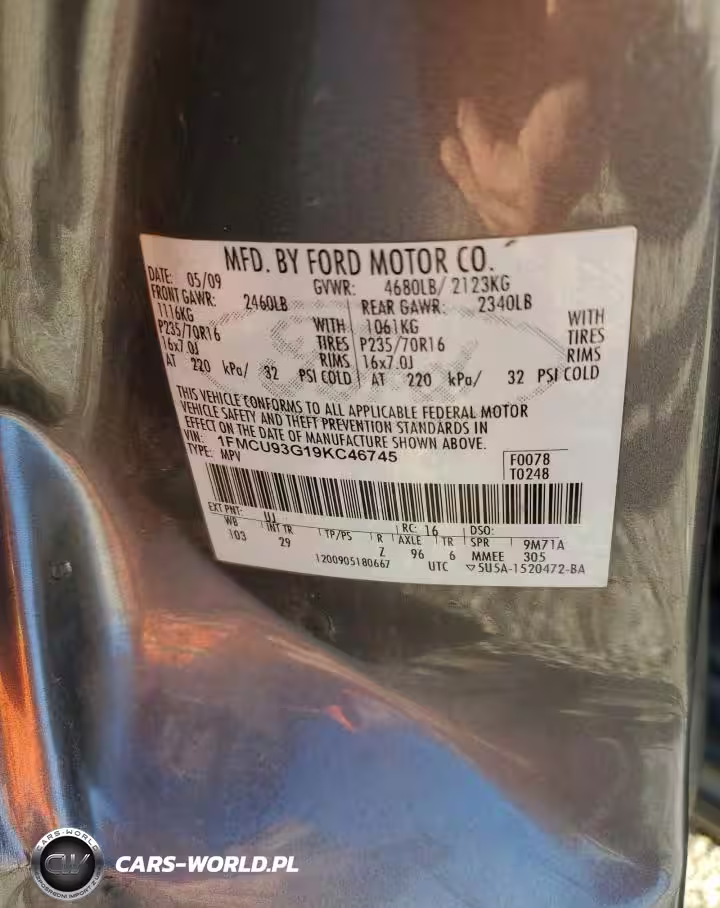 MFD. BY FORD MOTOR CO.
DATE: 05/09 GVWR: 4680LB/ 2123KG
FRONT GAWR: 2460LB REAR GAWR: 2340LB
1116KG WITH 1061KG WITH
P235/70R16 TIRES P235/70R16 TIRES
16x7.0J RIMS 16x7.0J RIMS
AT 220 kPa/ 32 PSI COLD AT 220 kPa/ 32 PSI COLD
THIS VEHICLE CONFORMS TO ALL APPLICABLE FEDERAL MOTOR
VEHICLE SAFETY AND THEFT PREVENTION STANDARDS IN
EFFECT ON THE DATE OF MANUFACTURE SHOWN ABOVE.
VIN: 1FMCU93G19KC46745
TYPE: MPV
F0078
T0248
EXT PNT: UJ RC: 16 DSO:
WB INT TR TP/PS R AXLE TR SPR 9M71A
103 29 Z 96 6 MMEE 305
1200905180667 UTC ▽5U5A-1520472-BA
CARS-WORLD
CW
CARS-WORLD.PL